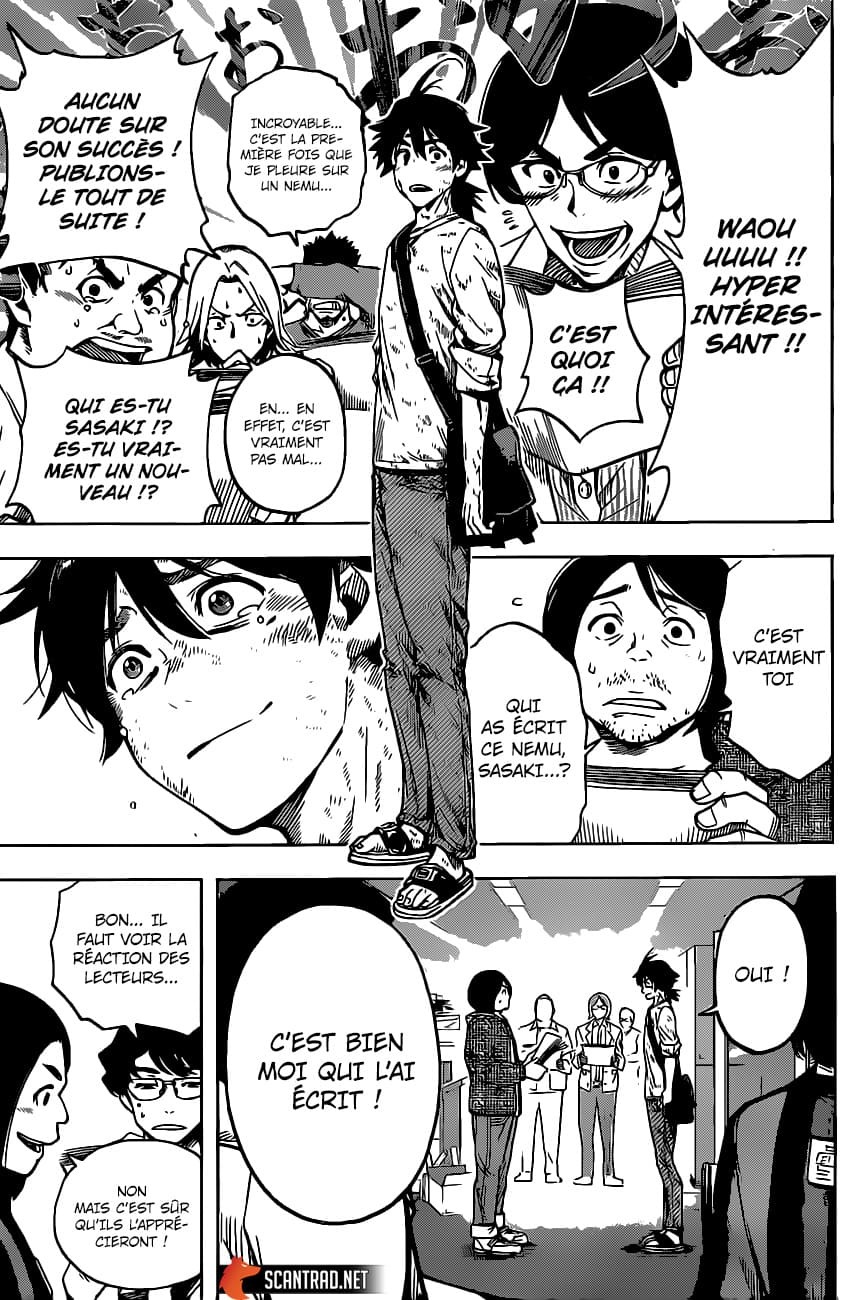 WAOU
UUUU !!
HYPER
INTÉRES-
SANT !!
C'EST
QUOI
ÇA !!
INCROYABLE...
C'EST LA PRE-
MIÈRE FOIS QUE
JE PLEURE SUR
UN NEMU...
AUCUN
DOUTE SUR
SON SUCCÈS !
PUBLIONS-
LE TOUT DE
SUITE !
EN... EN
EFFET, C'EST
VRAIMENT
PAS MAL...
QUI ES-TU
SASAKI !?
ES-TU VRAI-
MENT UN NOU-
VEAU !?
C'EST
VRAIMENT
TOI
QUI
AS ÉCRIT
CE NEMU,
SASAKI...?
OUI !
C'EST BIEN
MOI QUI L'AI
ÉCRIT !
BON... IL
FAUT VOIR LA
RÉACTION DES
LECTEURS...
NON
MAIS C'EST SÛR
QU'ILS L'APPRÉ-
CIERONT !
SCANTRAD.NET